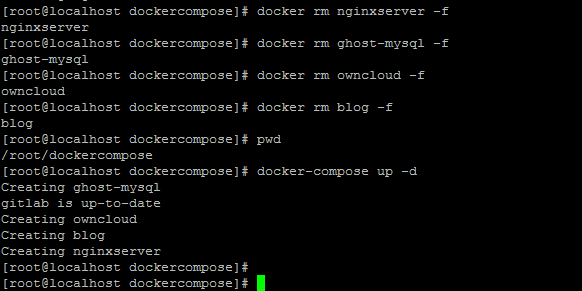 [root@localhost dockercompose]# docker rm nginxserver -f
nginxserver
[root@localhost dockercompose]# docker rm ghost-mysql -f
ghost-mysql
[root@localhost dockercompose]# docker rm owncloud -f
owncloud
[root@localhost dockercompose]# docker rm blog -f
blog
[root@localhost dockercompose]# pwd
/root/dockercompose
[root@localhost dockercompose]# docker-compose up -d
Creating ghost-mysql
gitlab is up-to-date
Creating owncloud
Creating blog
Creating nginxserver
[root@localhost dockercompose]#
[root@localhost dockercompose]#